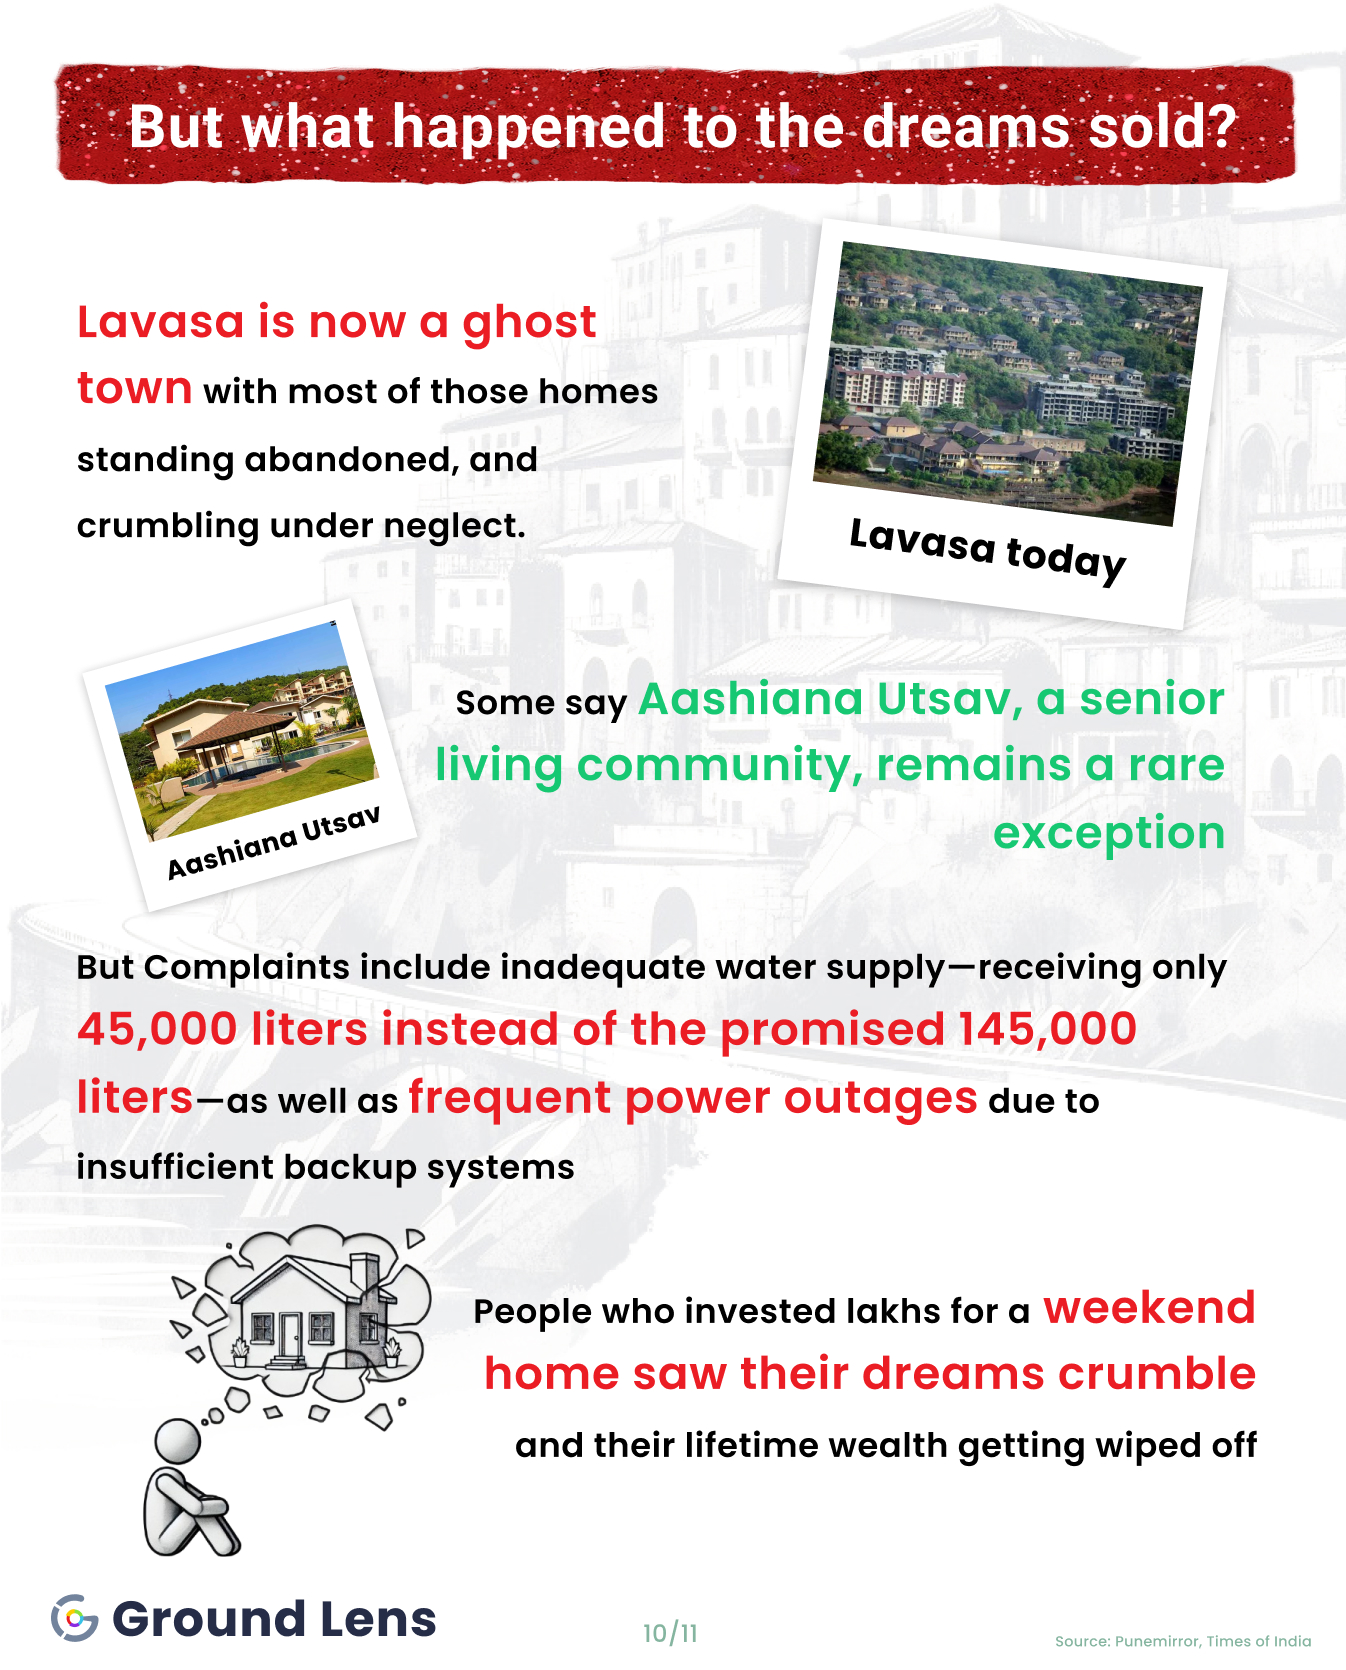 But what happened to the dreams sold?
Lavasa is now a ghost
town with most of those homes
standing abandoned, and
crumbling under neglect.
Lavasa today
Aashiana Utsav
Some say Aashiana Utsav, a senior
living community, remains a rare
exception
But Complaints include inadequate water supply—receiving only
45,000 liters instead of the promised 145,000
liters—as well as frequent power outages due to
insufficient backup systems
People who invested lakhs for a weekend
home saw their dreams crumble
and their lifetime wealth getting wiped off
Ground Lens
10/11
Source: Punemirror, Times of India